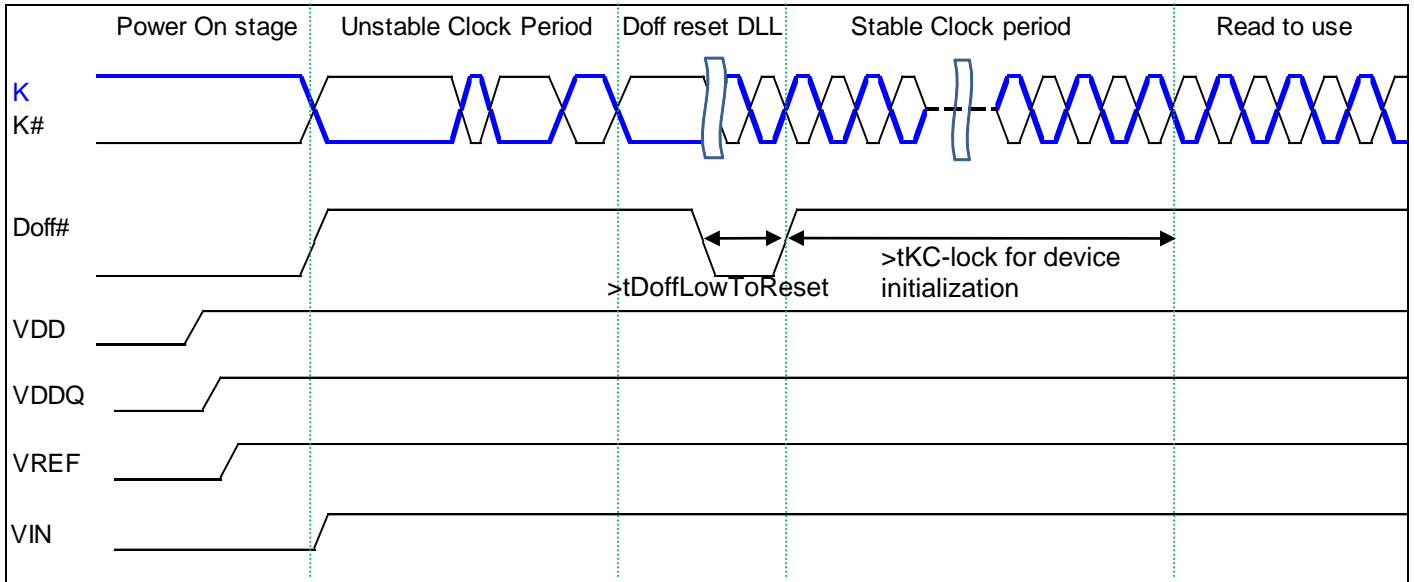 Power On stage
Unstable Clock Period
Doff reset DLL
Stable Clock period
Read to use
K
K#
Doff#
>tDoffLowToReset
>tKC-lock for device
initialization
VDD
VDDQ
VREF
VIN